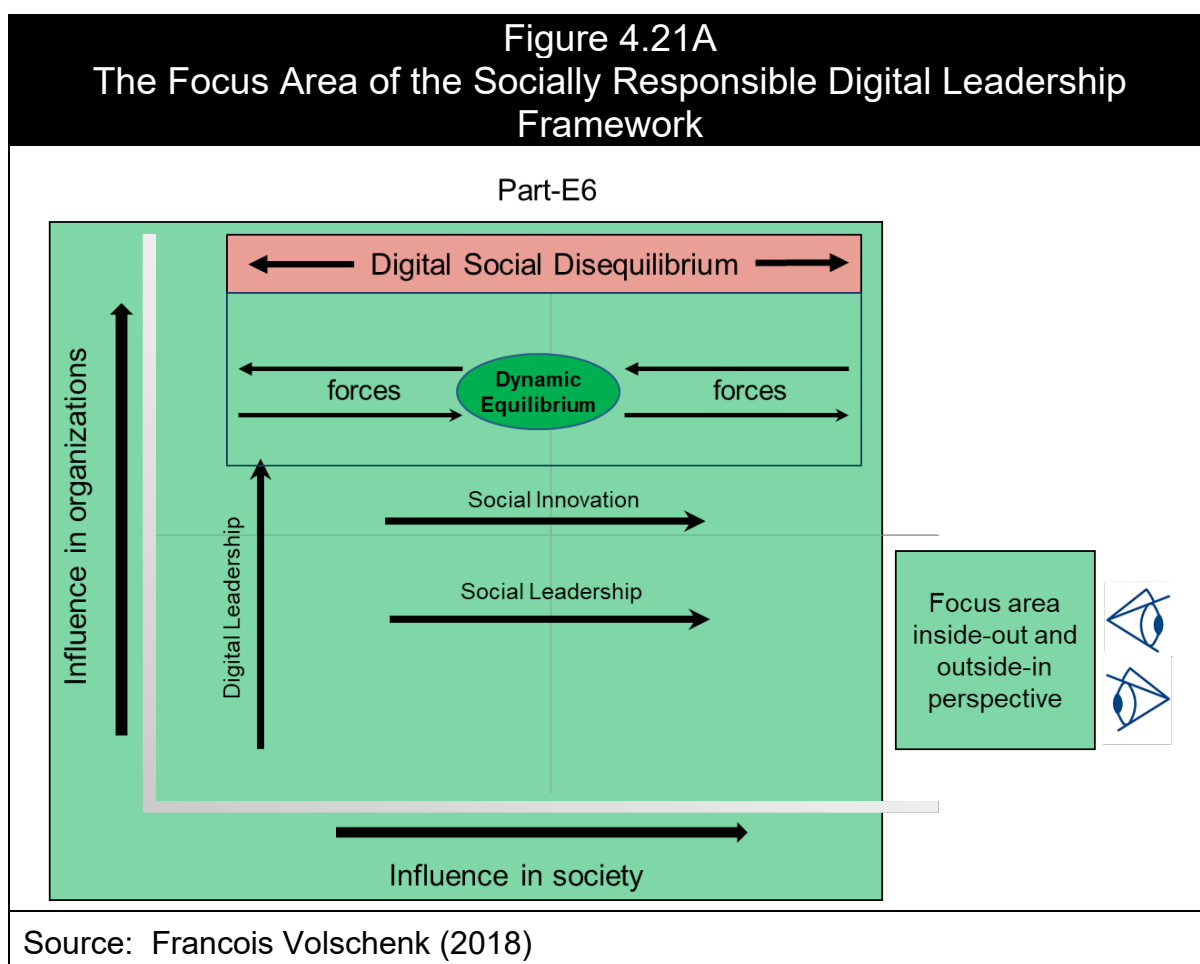 Figure 4.21A
The Focus Area of the Socially Responsible Digital Leadership
Framework
Part-E6
Digital Social Disequilibrium
Influence in organizations
forces
Dynamic
Equilibrium
forces
Digital Leadership
Social Innovation
Social Leadership
Focus area
inside-out and
outside-in
perspective
Influence in society
Source: Francois Volschenk (2018)